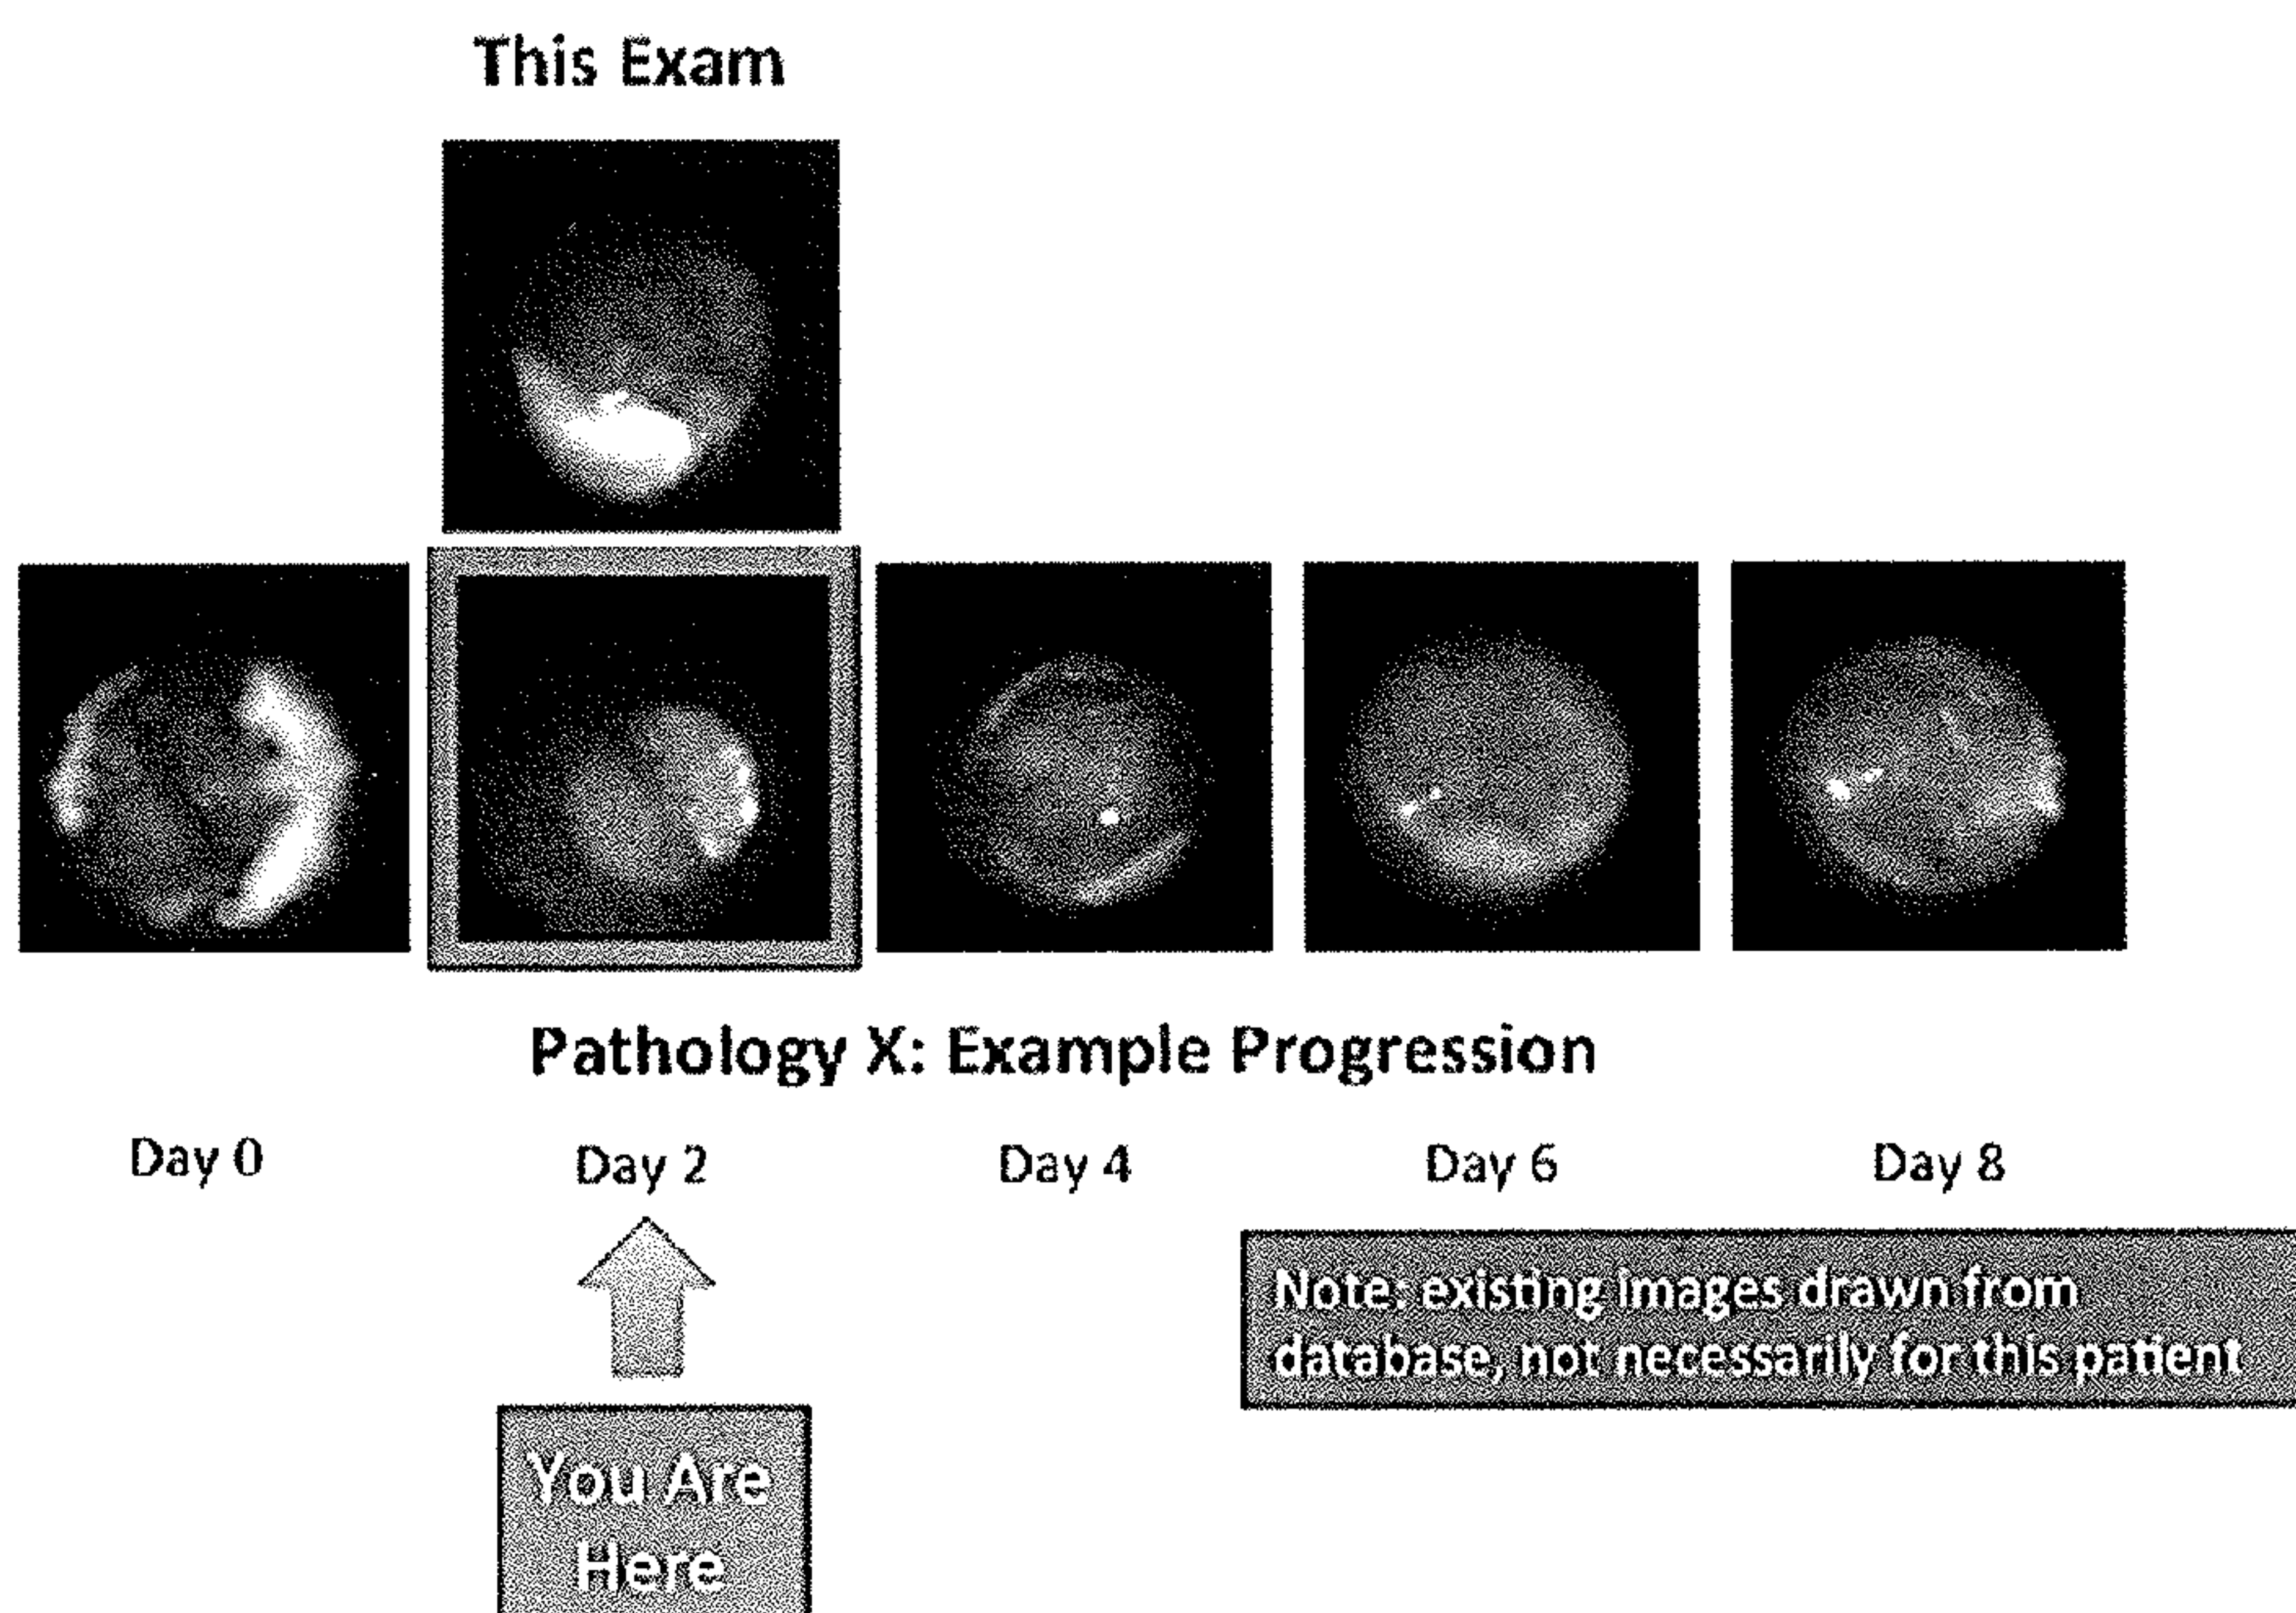 This Exam
Pathology X: Example Progression
Day 0
Day 2
Day 4
Day 6
Day 8
Note: existing images drawn from
database, not necessarily for this patient
You Are
Here